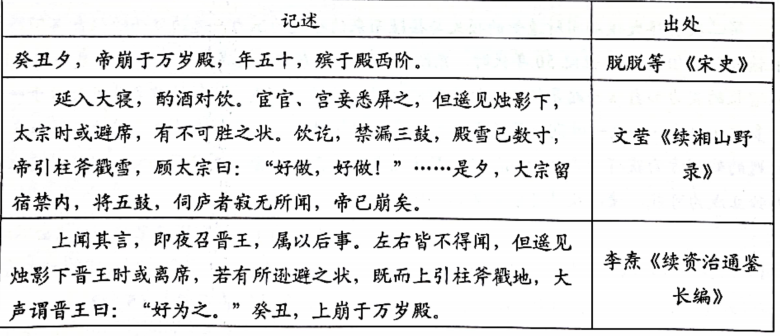 记述 出处
癸丑夕，帝崩于万岁殿，年五十，殡于殿西阶。 脱脱等 《宋史》
延入大寝，酌酒对饮。宦官、宫妾悉屏之，但遥见烛影下，
太宗时或避席，有不可胜之状。饮讫，禁漏三鼓，殿雪已数寸，
帝引柱斧戳雪，顾太宗曰：“好做，好做！”……是夕，大宗留
宿禁内，将五鼓，伺庐者寂无所闻，帝已崩矣。
文莹《续湘山野
录》
上闻其言，即夜召晋王，属以后事。左右皆不得闻，但遥见
烛影下晋王时或离席，若有所逊避之状，既而上引柱斧戳地，大
声谓晋王曰：“好为之。”癸丑，上崩于万岁殿。
李焘《续资治通鉴
长编》